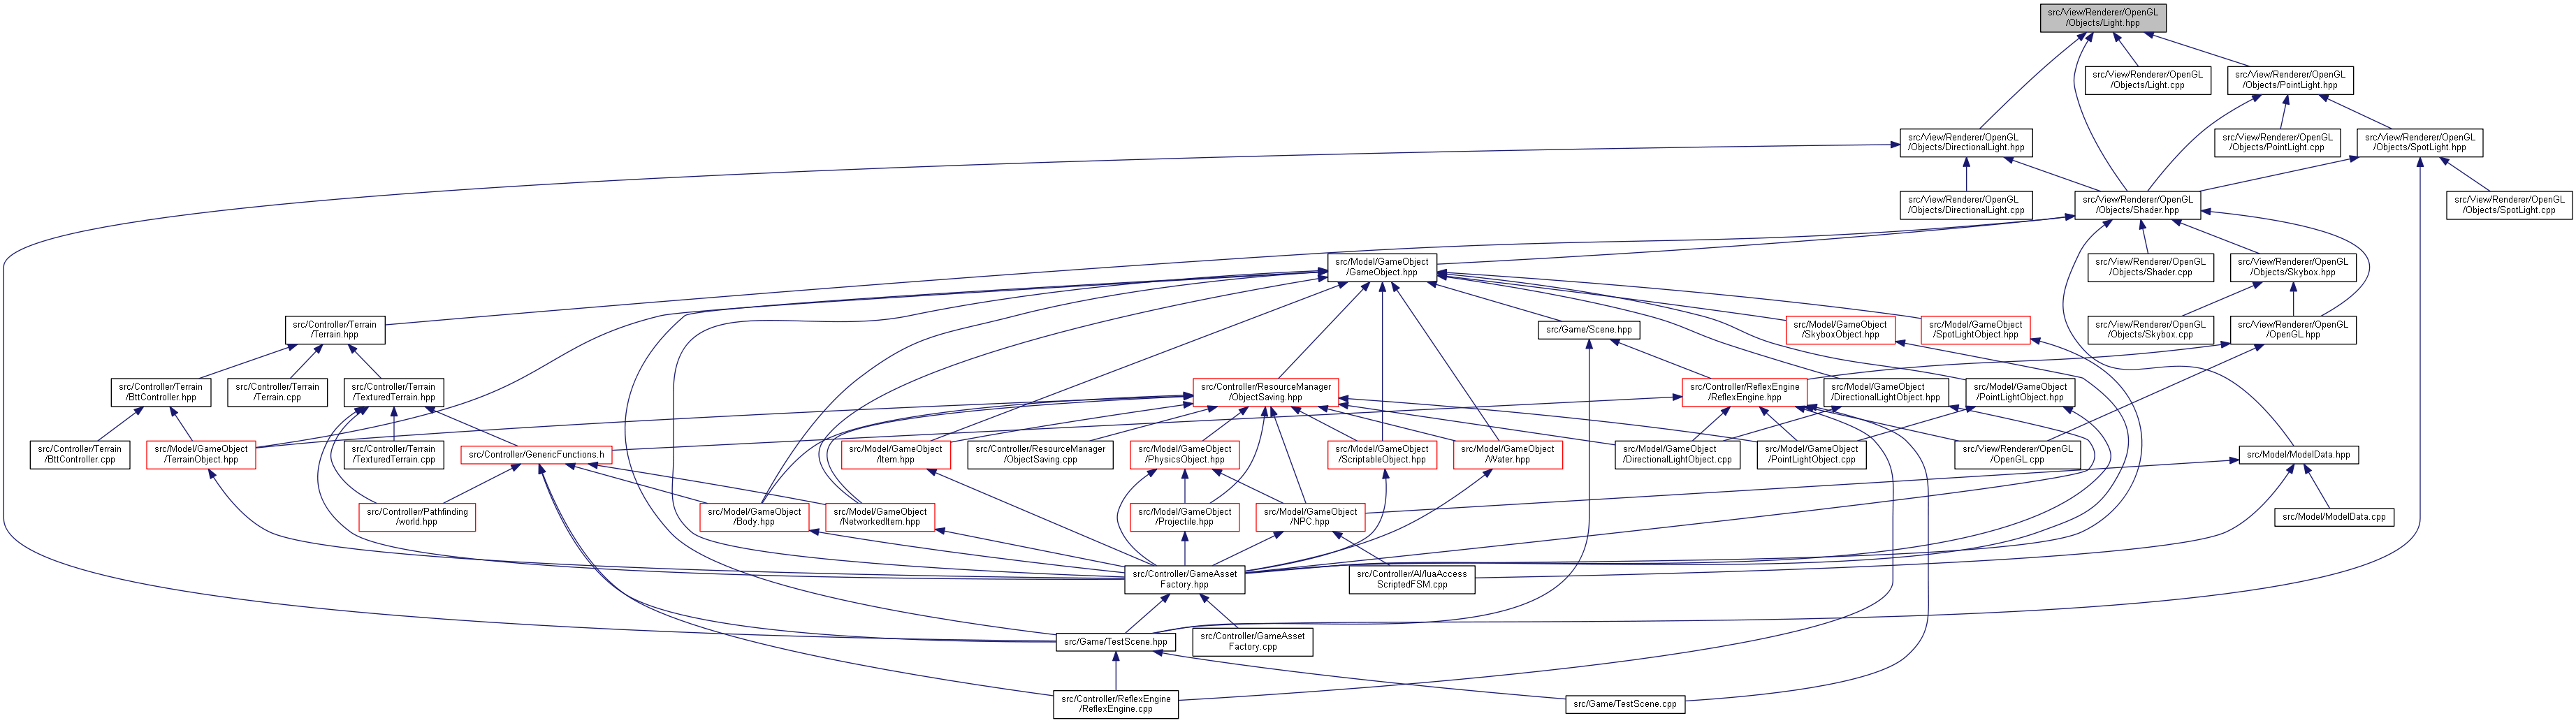 src/View/Renderer/OpenGL
/Objects/Light.hpp
src/View/Renderer/OpenGL
/Objects/Light.cpp
src/View/Renderer/OpenGL
/Objects/PointLight.hpp
src/View/Renderer/OpenGL
/Objects/DirectionalLight.hpp
src/View/Renderer/OpenGL
/Objects/PointLight.cpp
src/View/Renderer/OpenGL
/Objects/SpotLight.hpp
src/View/Renderer/OpenGL
/Objects/DirectionalLight.cpp
src/View/Renderer/OpenGL
/Objects/Shader.hpp
src/View/Renderer/OpenGL
/Objects/SpotLight.cpp
src/Model/GameObject
/GameObject.hpp
src/View/Renderer/OpenGL
/Objects/Shader.cpp
src/View/Renderer/OpenGL
/Objects/Skybox.hpp
src/Controller/Terrain
/Terrain.hpp
src/Game/Scene.hpp
src/Model/GameObject
/SkyboxObject.hpp
src/Model/GameObject
/SpotLightObject.hpp
src/View/Renderer/OpenGL
/Objects/Skybox.cpp
src/View/Renderer/OpenGL
/OpenGL.hpp
src/Controller/Terrain
/BttController.hpp
src/Controller/Terrain
/Terrain.cpp
src/Controller/Terrain
/TexturedTerrain.hpp
src/Controller/ResourceManager
/ObjectSaving.hpp
src/Controller/ReflexEngine
/ReflexEngine.hpp
src/Model/GameObject
/DirectionalLightObject.hpp
src/Model/GameObject
/PointLightObject.hpp
src/Controller/Terrain
/BttController.cpp
src/Model/GameObject
/TerrainObject.hpp
src/Controller/Terrain
/TexturedTerrain.cpp
src/Controller/GenericFunctions.h
src/Model/GameObject
/Item.hpp
src/Controller/ResourceManager
/ObjectSaving.cpp
src/Model/GameObject
/PhysicsObject.hpp
src/Model/GameObject
/ScriptableObject.hpp
src/Model/GameObject
/Water.hpp
src/Model/GameObject
/DirectionalLightObject.cpp
src/Model/GameObject
/PointLightObject.cpp
src/View/Renderer/OpenGL
/OpenGL.cpp
src/Model/ModelData.hpp
src/Controller/Pathfinding
/world.hpp
src/Model/GameObject
/Body.hpp
src/Model/GameObject
/NetworkedItem.hpp
src/Model/GameObject
/Projectile.hpp
src/Model/GameObject
/NPC.hpp
src/Model/ModelData.cpp
src/Controller/GameAsset
Factory.hpp
src/Controller/AI/luaAccess
ScriptedFSM.cpp
src/Game/TestScene.hpp
src/Controller/GameAsset
Factory.cpp
src/Controller/ReflexEngine
/ReflexEngine.cpp
src/Game/TestScene.cpp